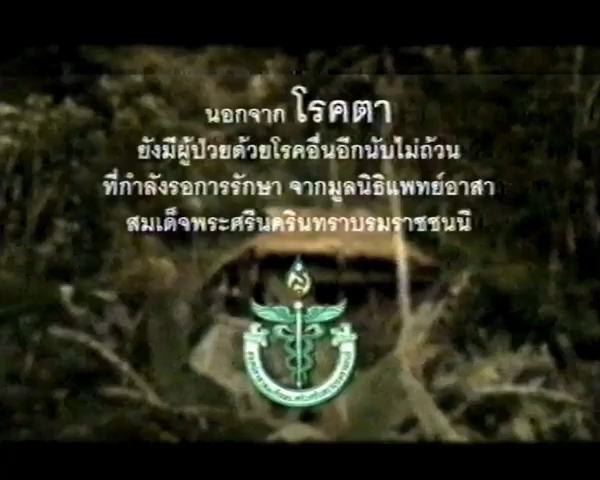 นอกจาก โรคตา
ยังมีผู้ป่วยด้วยโรคอื่นอีกนับไม่ถ้วน
ที่กำลังรอการรักษา จากมูลนิธิแพทย์อาสา
สมเด็จพระศรีนครินทราบรมราชชนนี